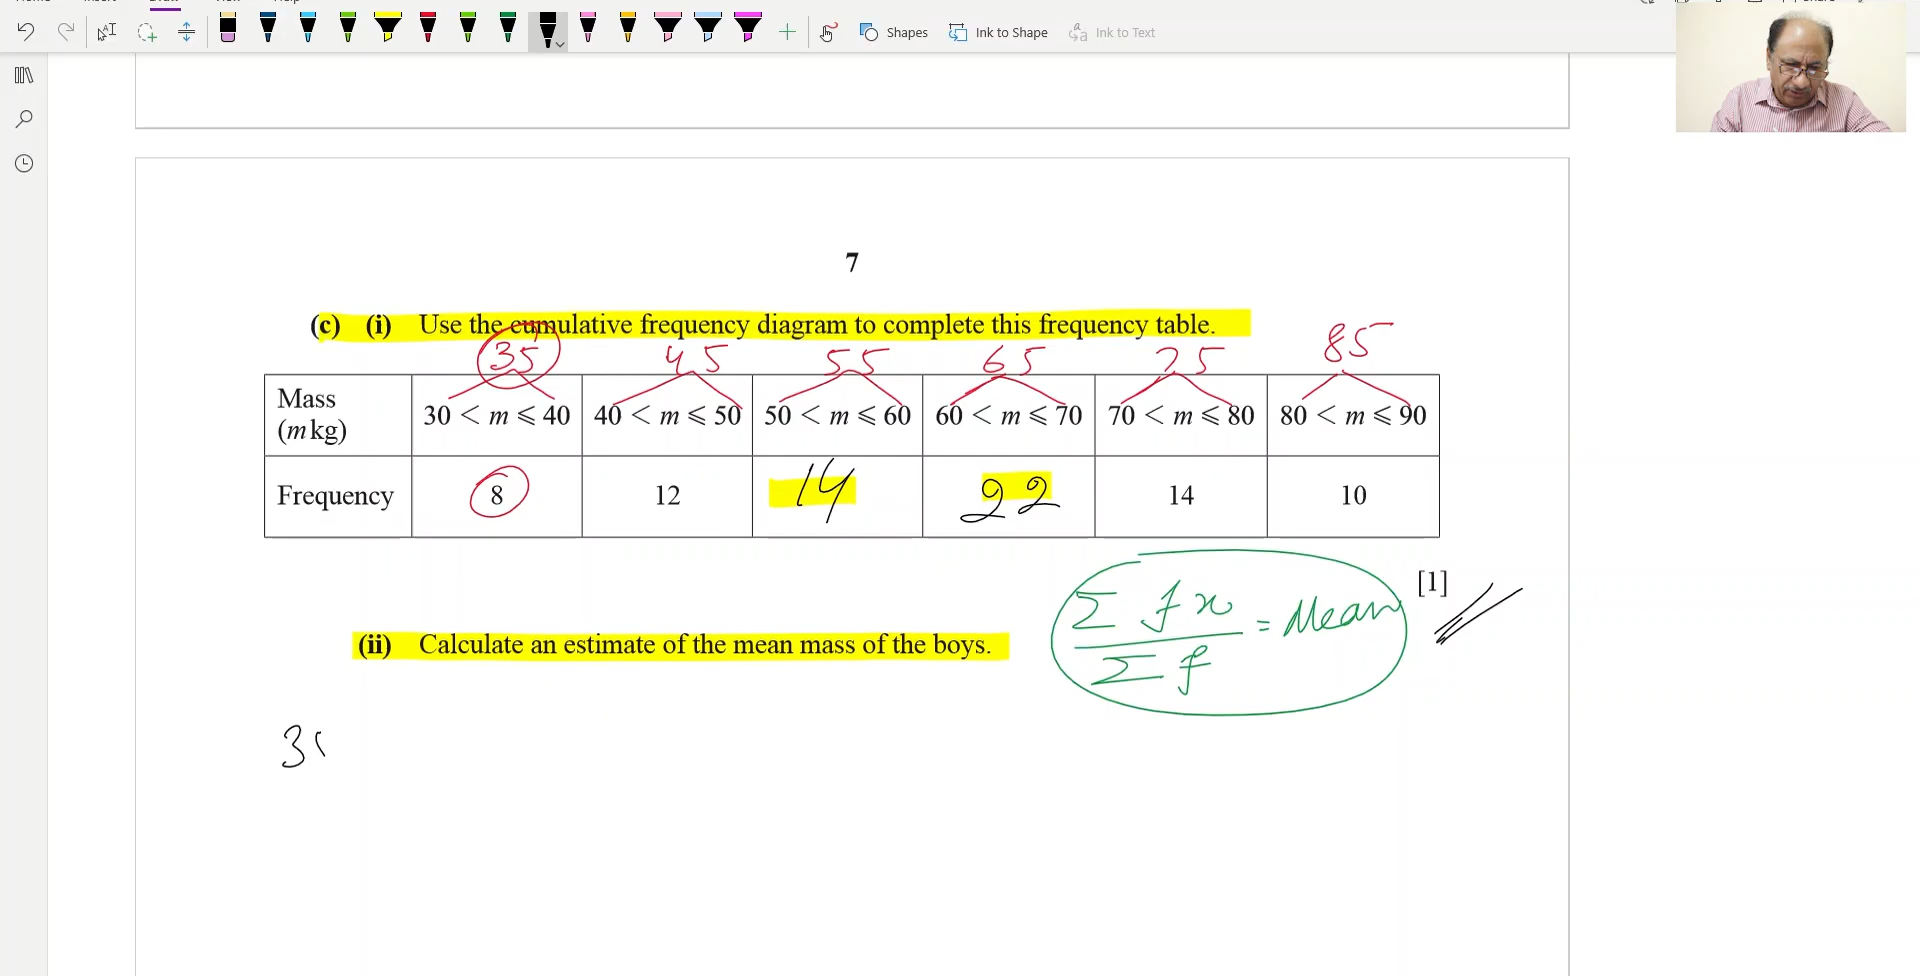 Shapes Ink to Shape Ink to Text
7
(c) (i) Use the cumulative frequency diagram to complete this frequency table.
35 45 55 65 75 85
Mass (m kg) 30 < m ⩽ 40 40 < m ⩽ 50 50 < m ⩽ 60 60 < m ⩽ 70 70 < m ⩽ 80 80 < m ⩽ 90
Frequency 8 12 14 22 14 10
[1]
Σ f x / Σ f = Mean
(ii) Calculate an estimate of the mean mass of the boys.
3